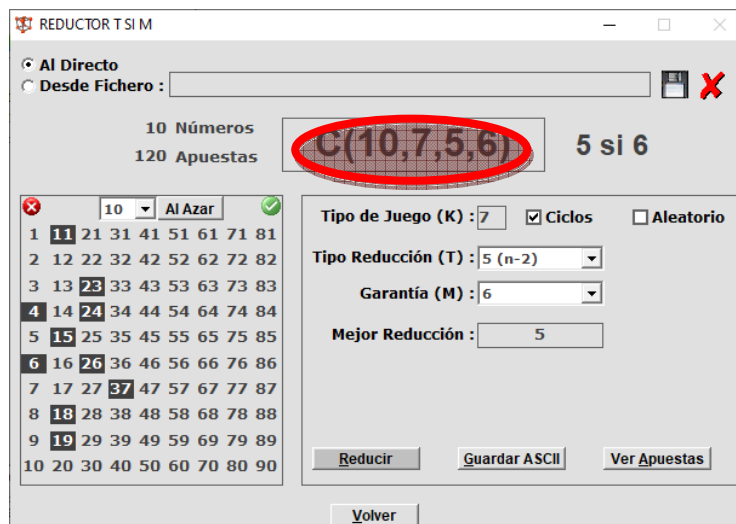 REDUCTOR T SI M
Al Directo
Desde Fichero :
10 Números
120 Apuestas
C(10,7,5,6)
5 si 6
10 Al Azar
1 11 21 31 41 51 61 71 81
2 12 22 32 42 52 62 72 82
3 13 23 33 43 53 63 73 83
4 14 24 34 44 54 64 74 84
5 15 25 35 45 55 65 75 85
6 16 26 36 46 56 66 76 86
7 17 27 37 47 57 67 77 87
8 18 28 38 48 58 68 78 88
9 19 29 39 49 59 69 79 89
10 20 30 40 50 60 70 80 90
Tipo de Juego (K) : 7 Ciclos Aleatorio
Tipo Reducción (T) : 5 (n-2)
Garantía (M) : 6
Mejor Reducción : 5
Reducir Guardar ASCII Ver Apuestas
Volver